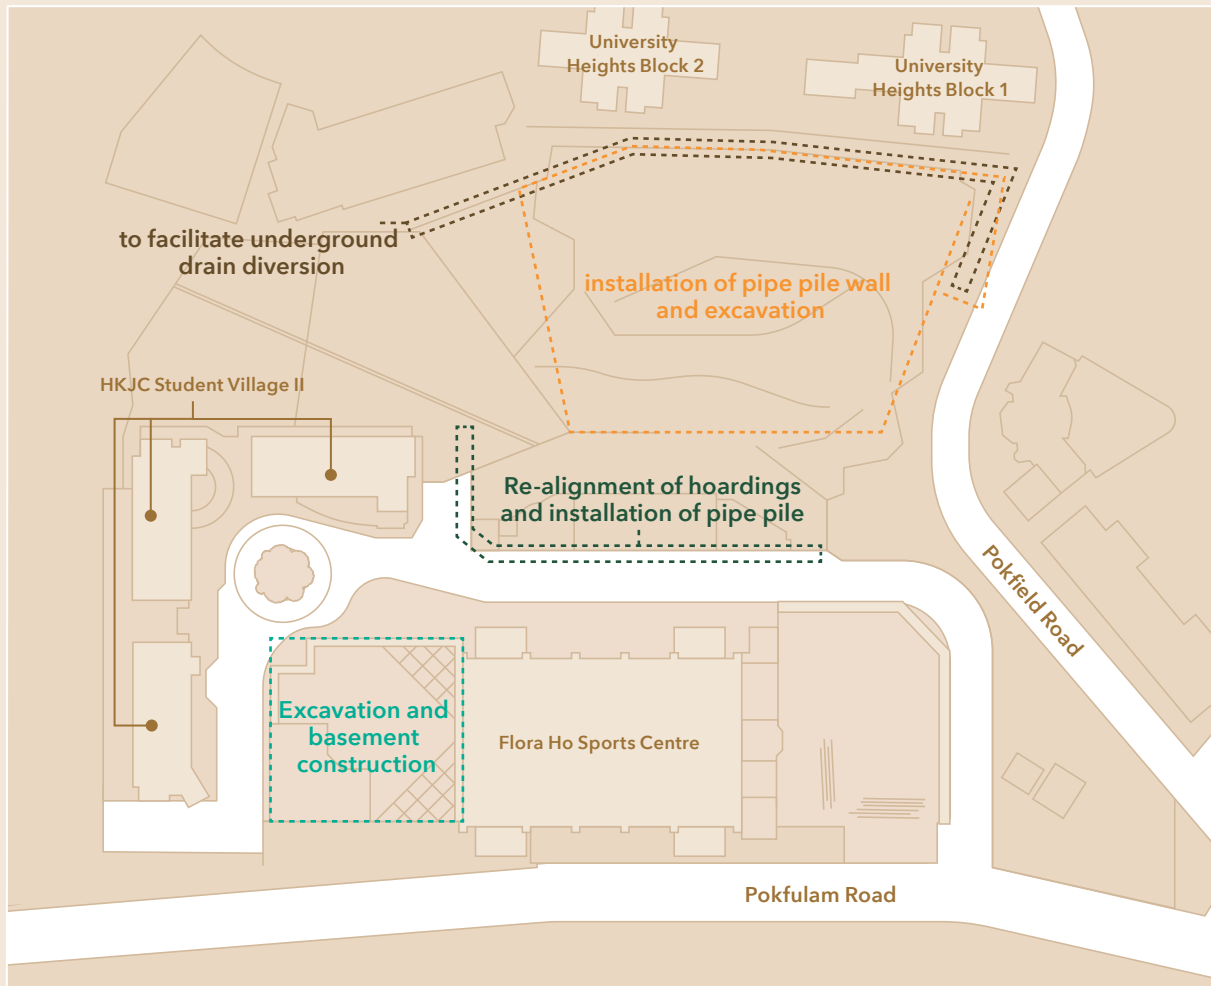 University
Heights Block 2
University
Heights Block 1
to facilitate underground
drain diversion
installation of pipe pile wall
and excavation
HKJC Student Village II
Re-alignment of hoardings
and installation of pipe pile
Pokfield Road
Excavation and
basement
construction
Flora Ho Sports Centre
Pokfulam Road